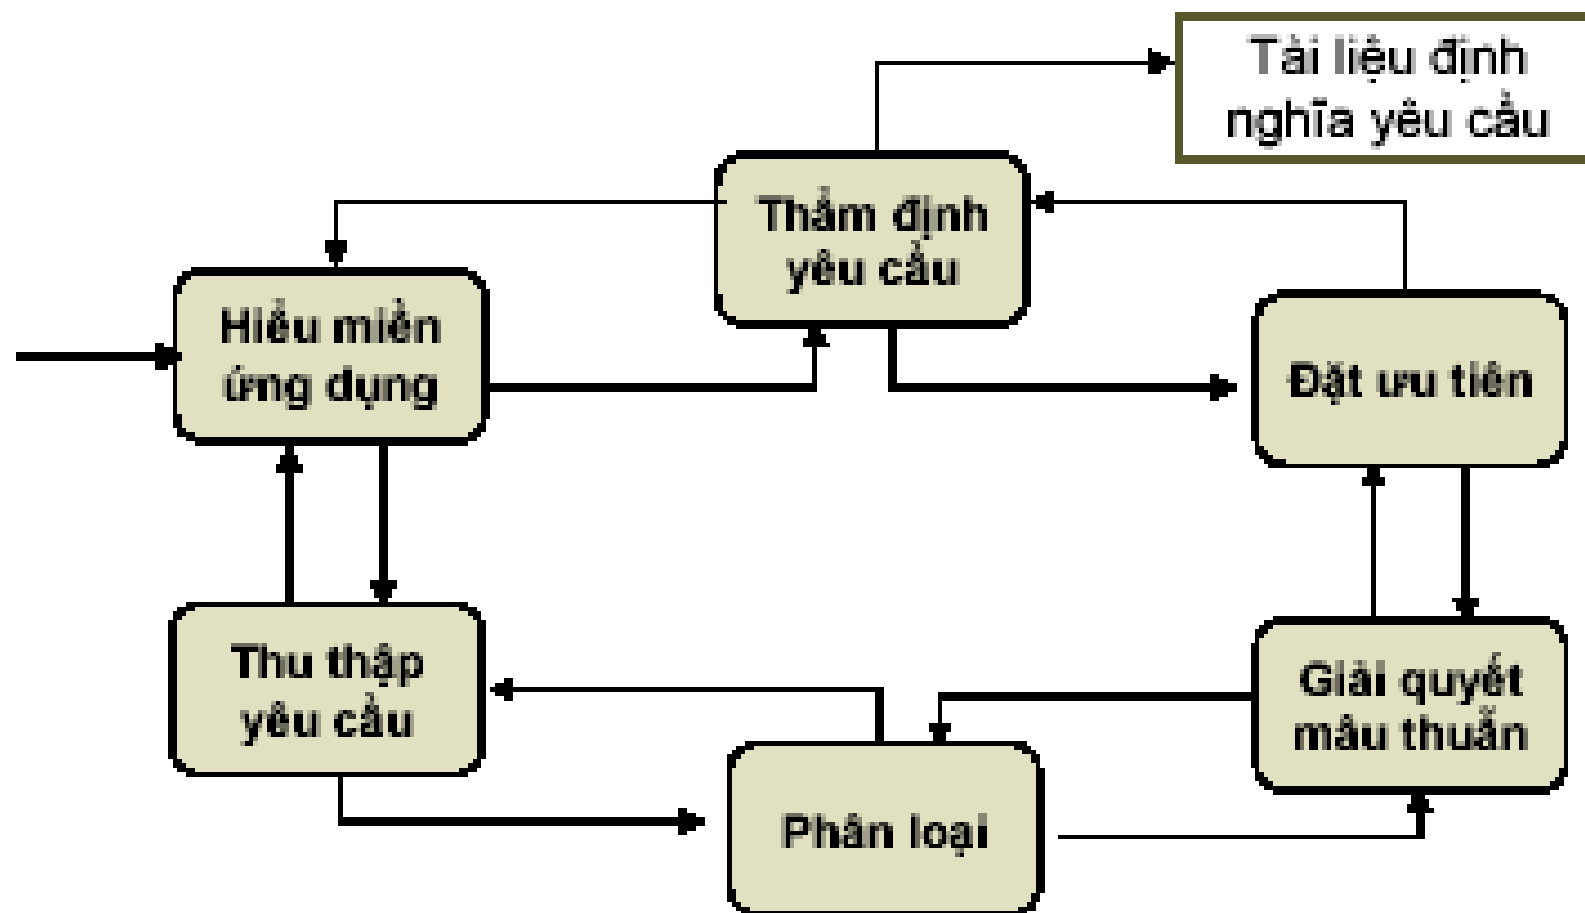 Tài liệu định
nghĩa yêu cầu
Thẩm định
yêu cầu
Hiểu miền
ứng dụng
Đặt ưu tiên
Thu thập
yêu cầu
Giải quyết
mâu thuẫn
Phân loại